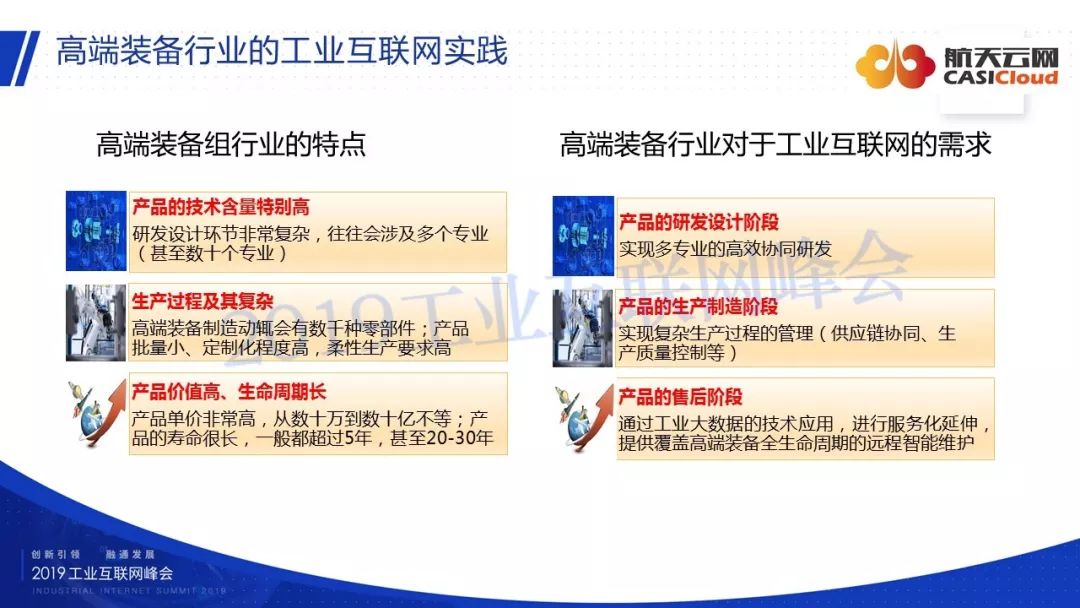 高端装备行业的工业互联网实践
航天云网
CASICloud
高端装备组行业的特点
产品的技术含量特别高
研发设计环节非常复杂，往往会涉及多个专业
（甚至数十个专业）
生产过程及其复杂
高端装备制造动辄会有数千种零部件；产品
批量小、定制化程度高，柔性生产要求高
产品价值高、生命周期长
产品单价非常高，从数十万到数十亿不等；产
品的寿命很长，一般都超过5年，甚至20-30年
高端装备行业对于工业互联网的需求
产品的研发设计阶段
实现多专业的高效协同研发
产品的生产制造阶段
实现复杂生产过程的管理（供应链协同、生
产质量控制等）
产品的售后阶段
通过工业大数据的技术应用，进行服务化延伸，
提供覆盖高端装备全生命周期的远程智能维护
2019工业互联网峰会
创新引领 融通发展
2019工业互联网峰会
INDUSTRIAL INTERNET SUMMIT 2019